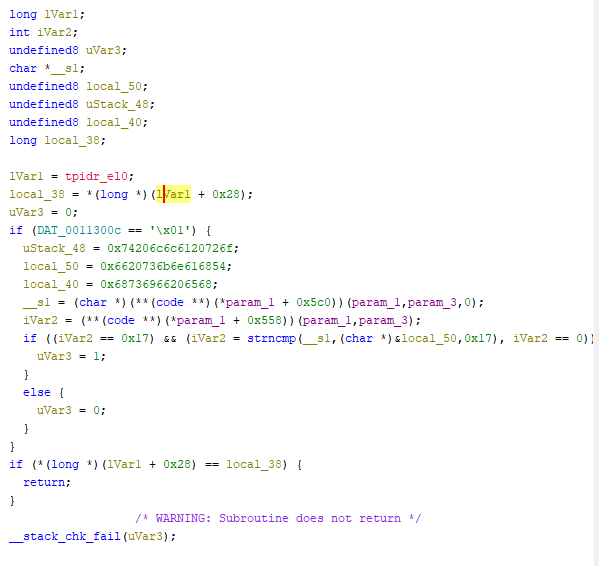 long lVar1;
int iVar2;
undefined8 uVar3;
char *__s1;
undefined8 local_50;
undefined8 uStack_48;
undefined8 local_40;
long local_38;
lVar1 = tpidr_el0;
local_38 = *(long *)(lVar1 + 0x28);
uVar3 = 0;
if (DAT_0011300c == '\x01') {
uStack_48 = 0x74206c6c6120726f;
local_50 = 0x6620736b6e616854;
local_40 = 0x68736966206568;
__s1 = (char *)(**(code **)(*param_1 + 0x5c0))(param_1,param_3,0);
iVar2 = (**(code **)(*param_1 + 0x558))(param_1,param_3);
if ((iVar2 == 0x17) && (iVar2 = strncmp(__s1,(char *)&local_50,0x17), iVar2 == 0))
uVar3 = 1;
}
else {
uVar3 = 0;
}
}
if (*(long *)(lVar1 + 0x28) == local_38) {
return;
}
/* WARNING: Subroutine does not return */
__stack_chk_fail(uVar3);